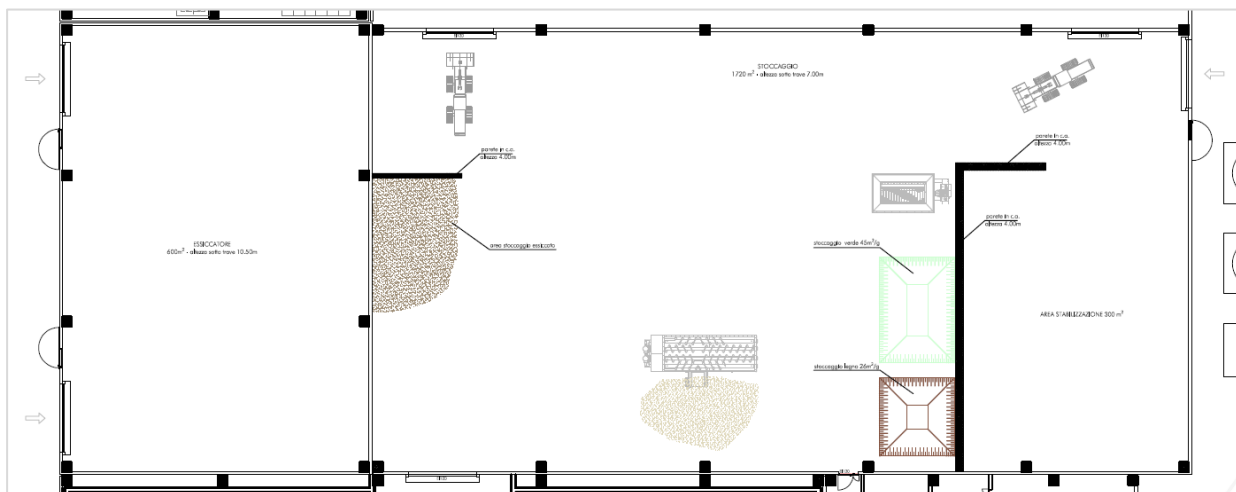 STOCCAGGIO
1720 m² - altezza sotto trave 7.00m
parete in c.a.
altezza 4.00m
parete in c.a.
altezza 4.00m
parete in c.a.
altezza 4.00m
ESSICCATORE
600m² - altezza sotto trave 10.50m
area stoccaggio essiccato
stoccaggio verde 45m³/g
stoccaggio legno 26m³/g
AREA STABILIZZAZIONE 300 m²